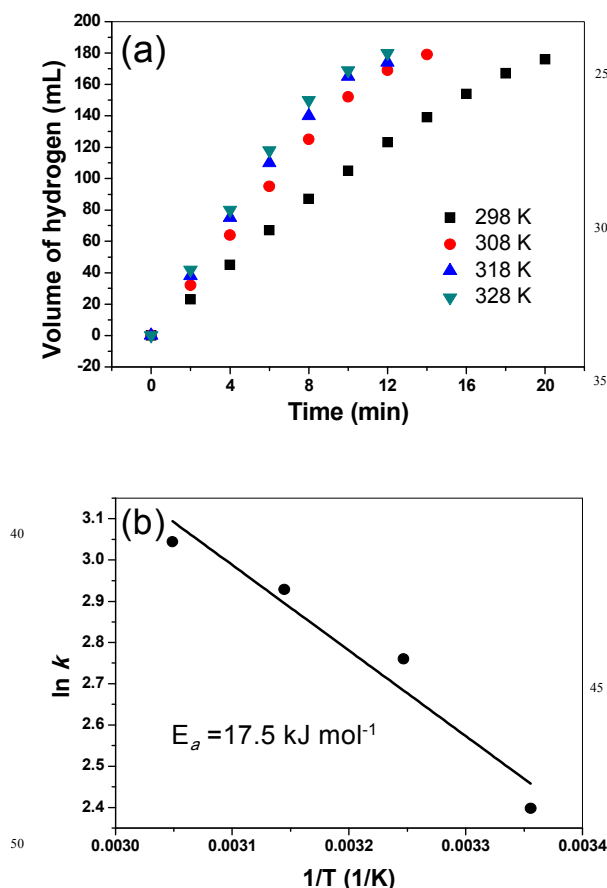 (a)
Volume of hydrogen (mL)
200
180
160
140
120
100
80
60
40
20
0
-20
298 K
308 K
318 K
328 K
0 4 8 12 16 20
Time (min)
25
30
35
(b)
ln k
3.1
3.0
2.9
2.8
2.7
2.6
2.5
2.4
Ea =17.5 kJ mol-1
0.0030 0.0031 0.0032 0.0033 0.0034
1/T (1/K)
40
45
50